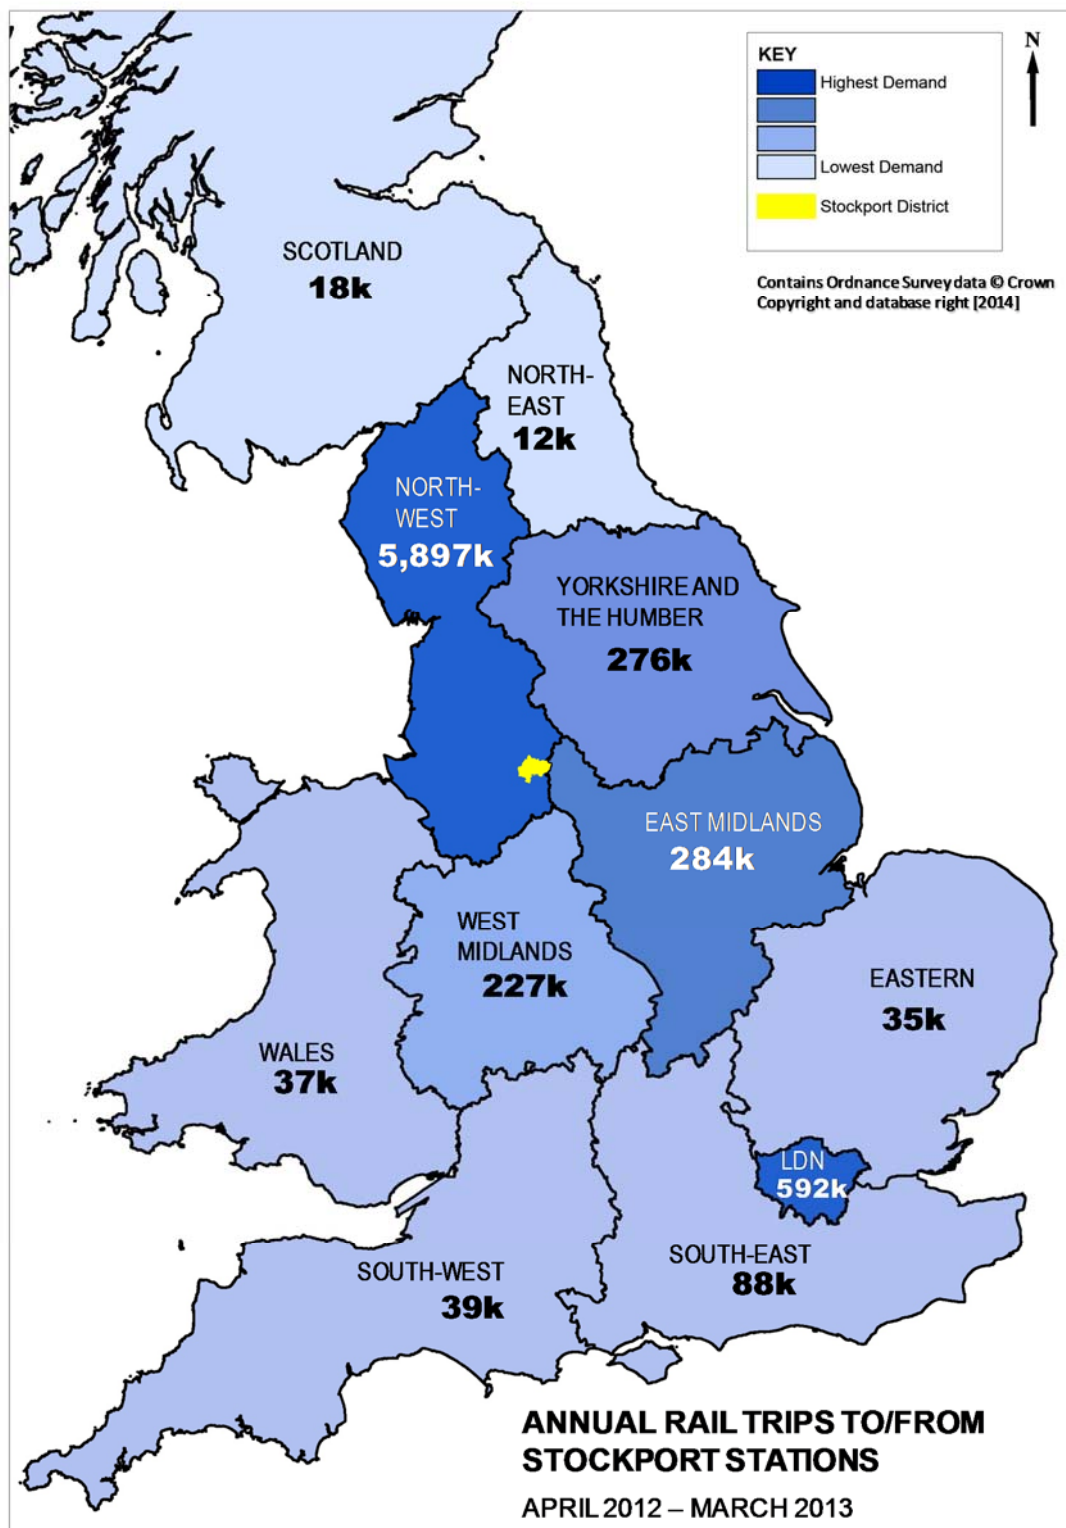 KEY
Highest Demand
Lowest Demand
Stockport District
N
Contains Ordnance Survey data © Crown
Copyright and database right [2014]
SCOTLAND
18k
NORTH-
EAST
12k
NORTH-
WEST
5,897k
YORKSHIRE AND
THE HUMBER
276k
EAST MIDLANDS
284k
WEST
MIDLANDS
227k
EASTERN
35k
WALES
37k
LDN
592k
SOUTH-EAST
88k
SOUTH-WEST
39k
ANNUAL RAIL TRIPS TO/FROM
STOCKPORT STATIONS
APRIL 2012 – MARCH 2013